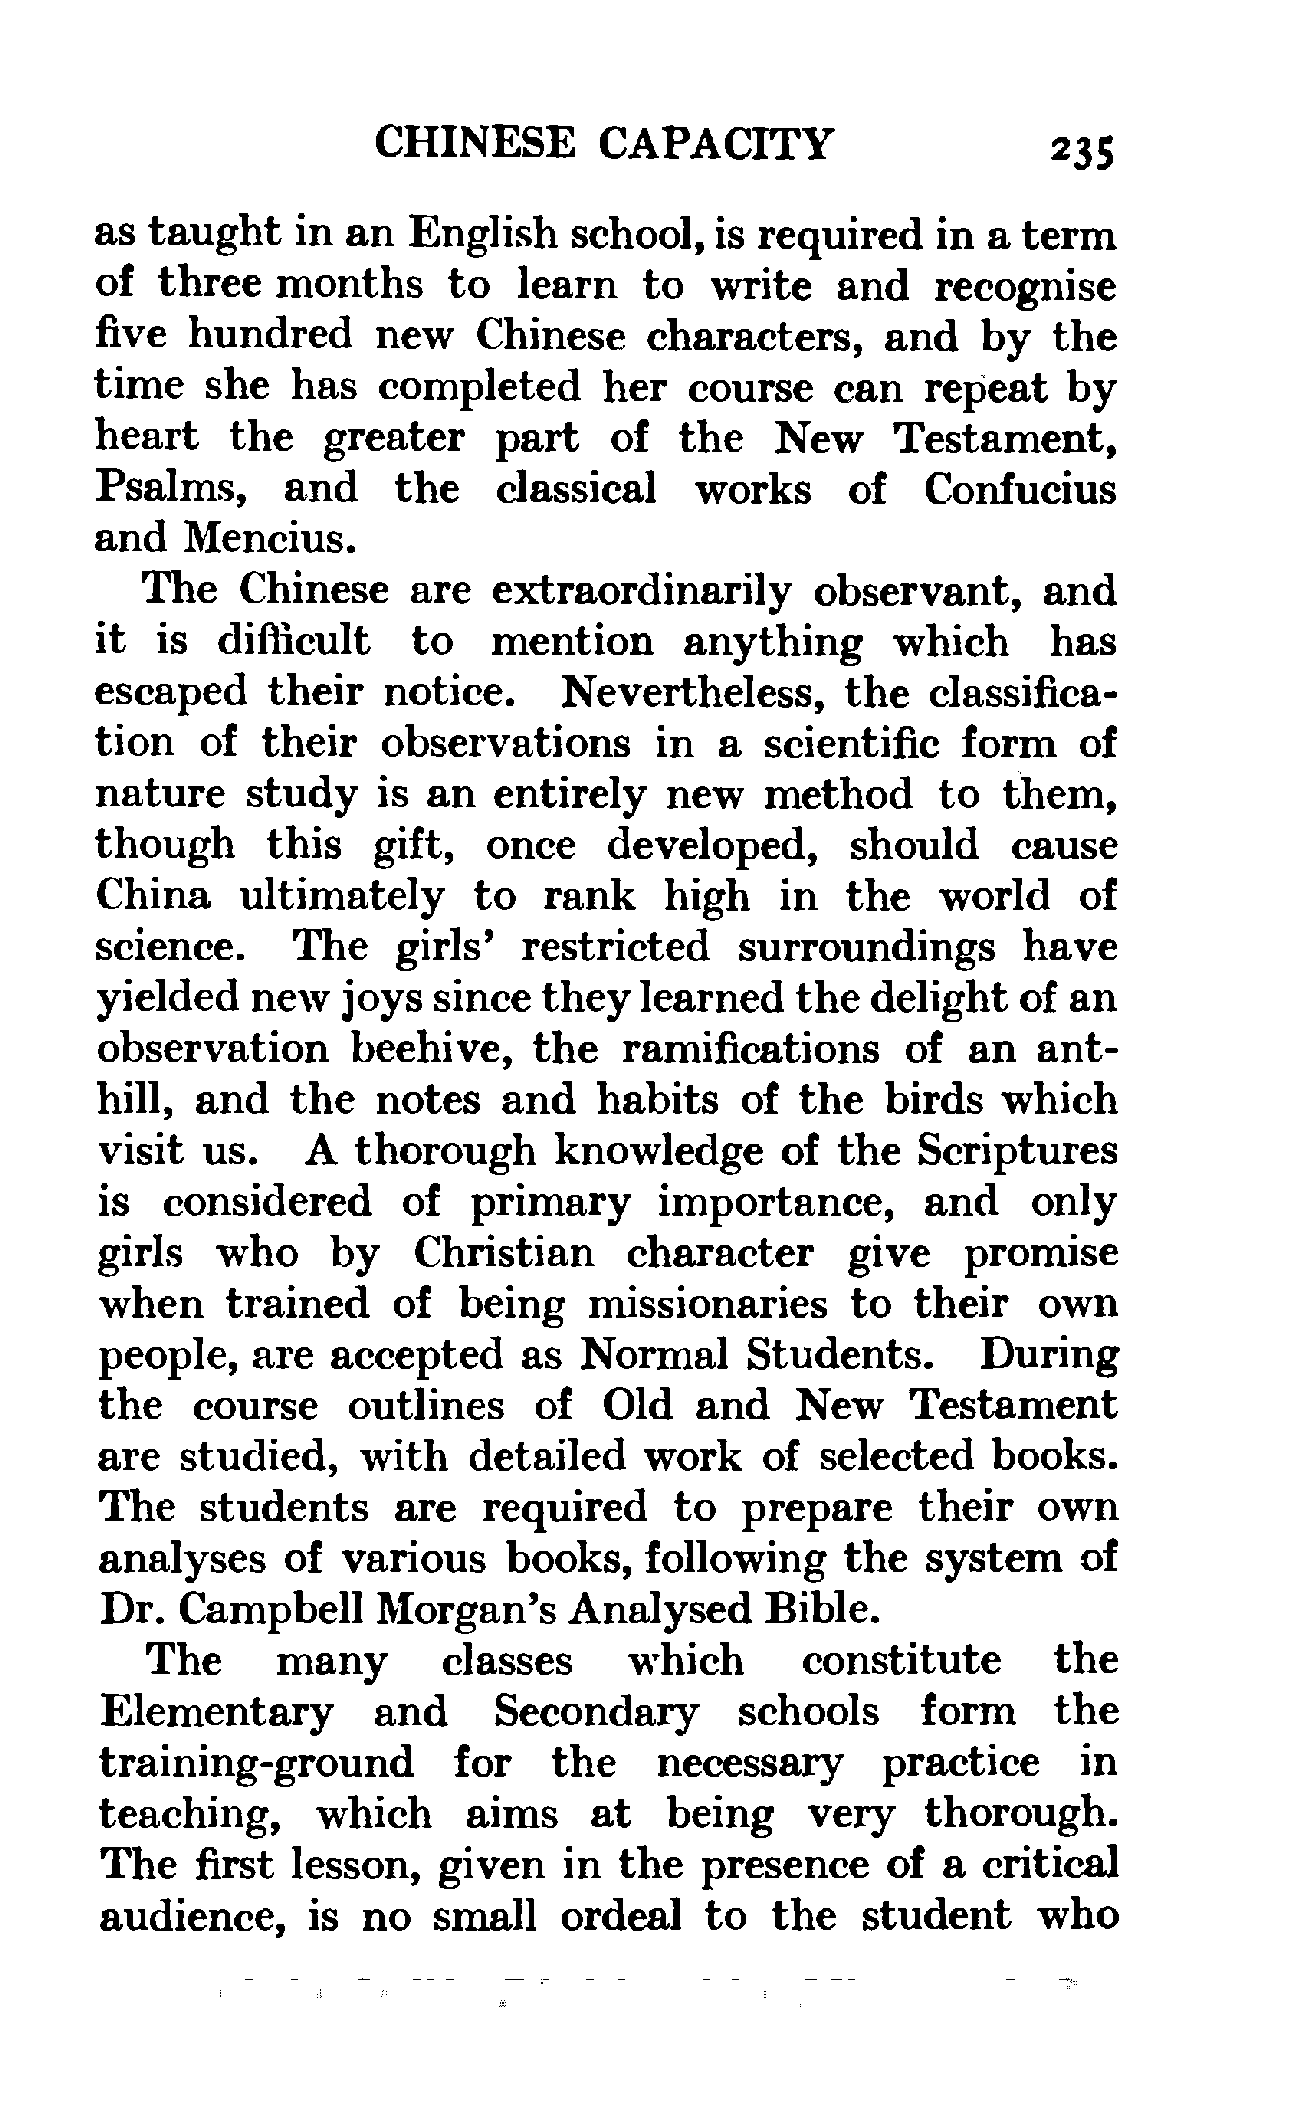 CHINESE CAPACITY 235
as taught in an English school, is required in a term
of three months to learn to write and recognise
five hundred new Chinese characters, and by the
time she has completed her course can repeat by
heart the greater part of the New Testament,
Psalms, and the classical works of Confucius
and Mencius.
The Chinese are extraordinarily observant, and
it is difficult to mention anything which has
escaped their notice. Nevertheless, the classifica-
tion of their observations in a scientific form of
nature study is an entirely new method to them,
though this gift, once developed, should cause
China ultimately to rank high in the world of
science. The girls' restricted surroundings have
yielded new joys since they learned the delight of an
observation beehive, the ramifications of an ant-
hill, and the notes and habits of the birds which
visit us. A thorough knowledge of the Scriptures
is considered of primary importance, and only
girls who by Christian character give promise
when trained of being missionaries to their own
people, are accepted as Normal Students. During
the course outlines of Old and New Testament
are studied, with detailed work of selected books.
The students are required to prepare their own
analyses of various books, following the system of
Dr. Campbell Morgan's Analysed Bible.
The many classes which constitute the
Elementary and Secondary schools form the
training-ground for the necessary practice in
teaching, which aims at being very thorough.
The first lesson, given in the presence of a critical
audience, is no small ordeal to the student who